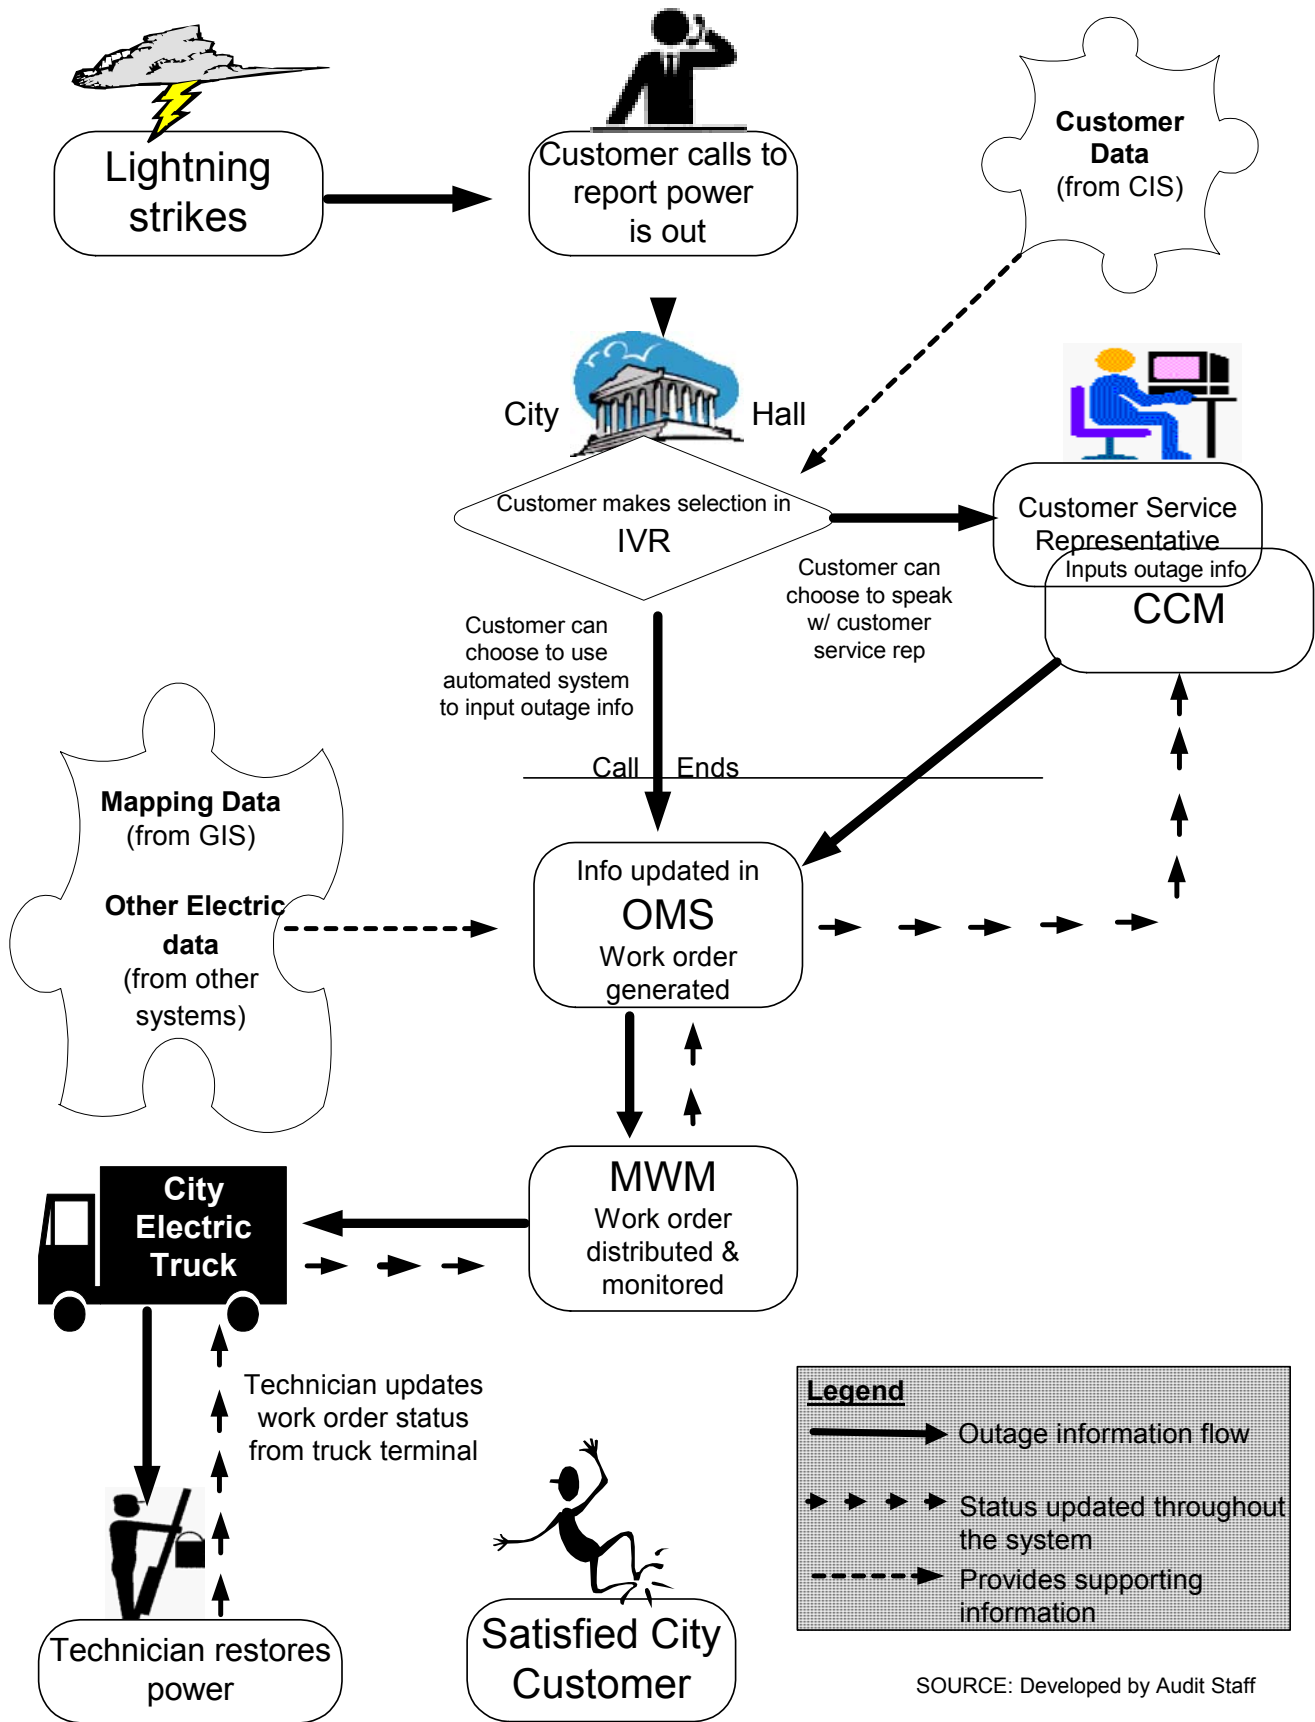 Lightning
strikes
Customer calls to
report power
is out
Customer
Data
(from CIS)
City Hall
Customer makes selection in
IVR
Customer Service
Representative
Inputs outage info
CCM
Customer can
choose to speak
w/ customer
service rep
Customer can
choose to use
automated system
to input outage info
Call Ends
Mapping Data
(from GIS)
Other Electric
data
(from other
systems)
Info updated in
OMS
Work order
generated
MWM
Work order
distributed &
monitored
City
Electric
Truck
Technician updates
work order status
from truck terminal
Technician restores
power
Satisfied City
Customer
Legend
Outage information flow
Status updated throughout
the system
Provides supporting
information
SOURCE: Developed by Audit Staff